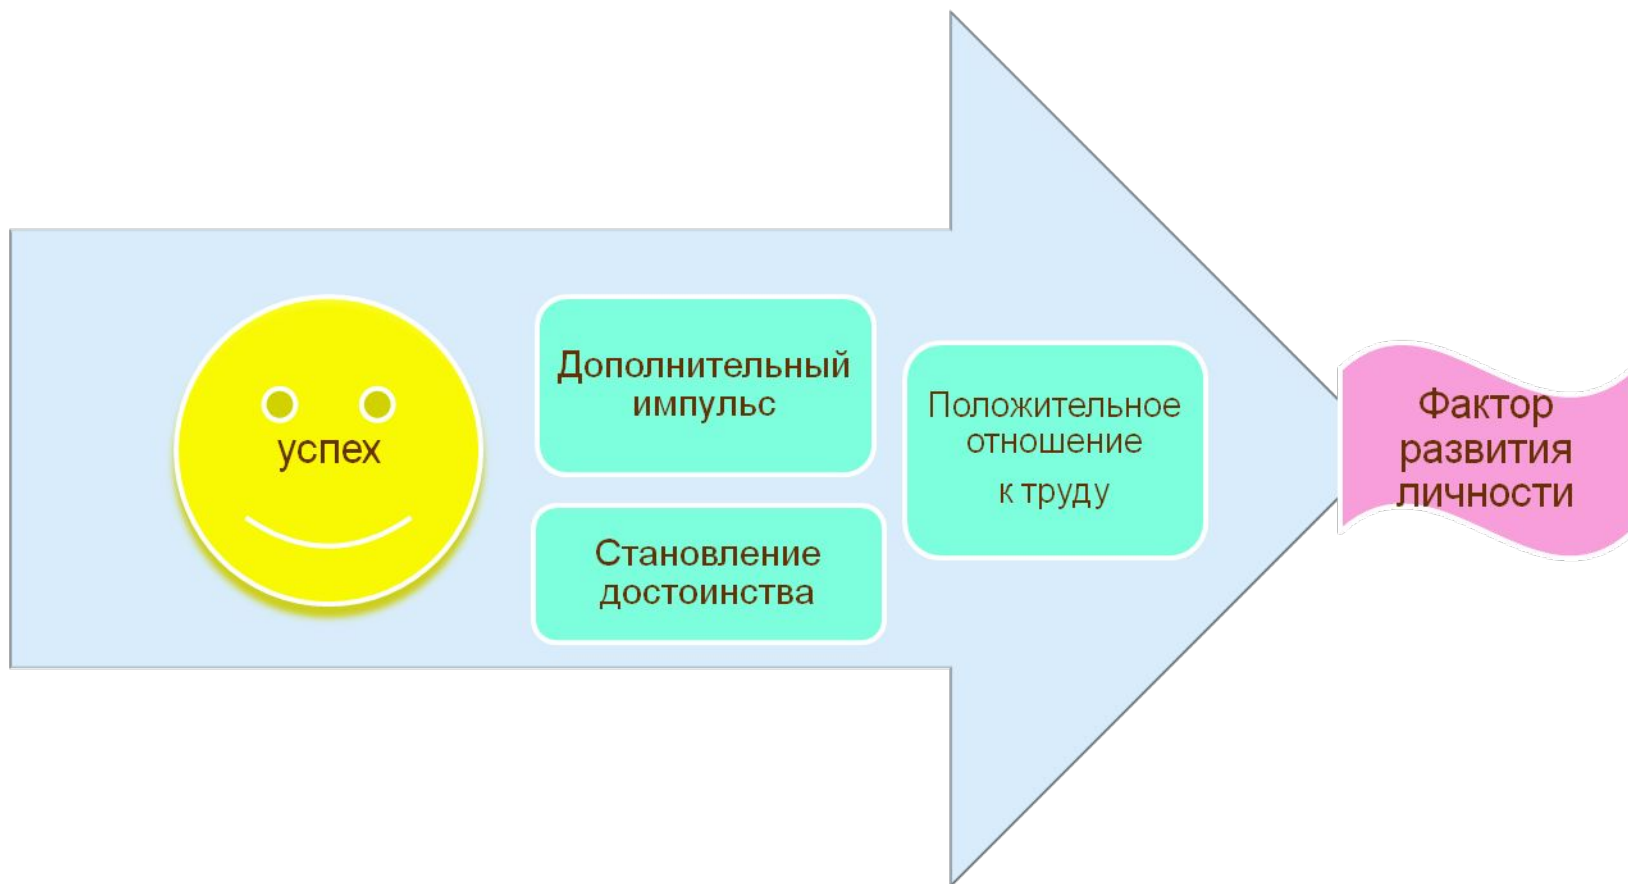 успех
Дополнительный
импульс
Становление
достоинства
Положительное
отношение
к труду
Фактор
развития
личности